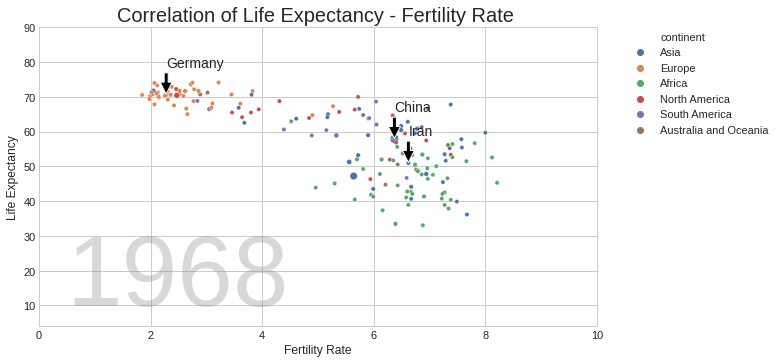 Correlation of Life Expectancy - Fertility Rate
90
80
70
60
50
40
30
20
10
Life Expectancy
Germany
China
Iran
1968
0
2
4
6
8
10
Fertility Rate
continent
Asia
Europe
Africa
North America
South America
Australia and Oceania